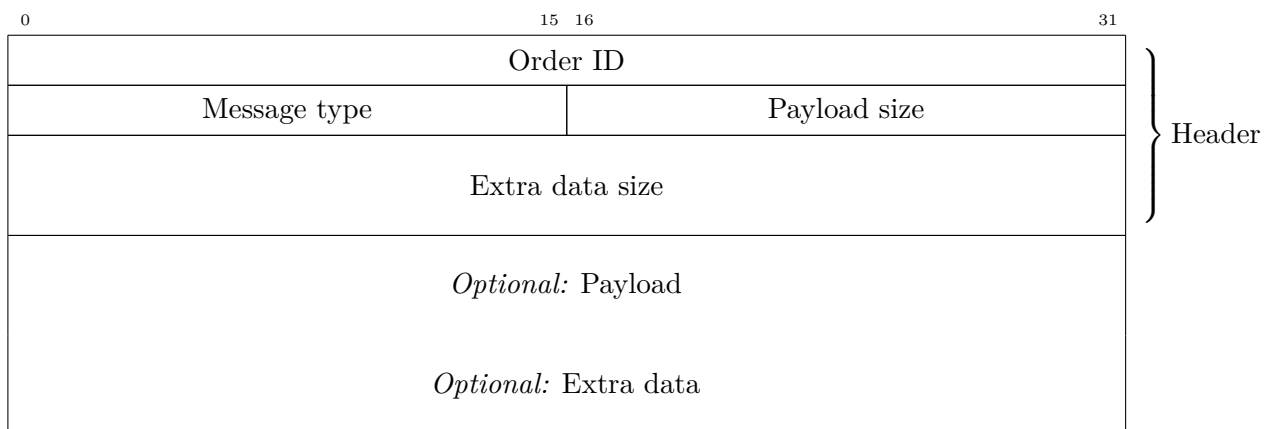 0 15 16 31
Order ID
Message type Payload size
Header
Extra data size
Optional: Payload
Optional: Extra data